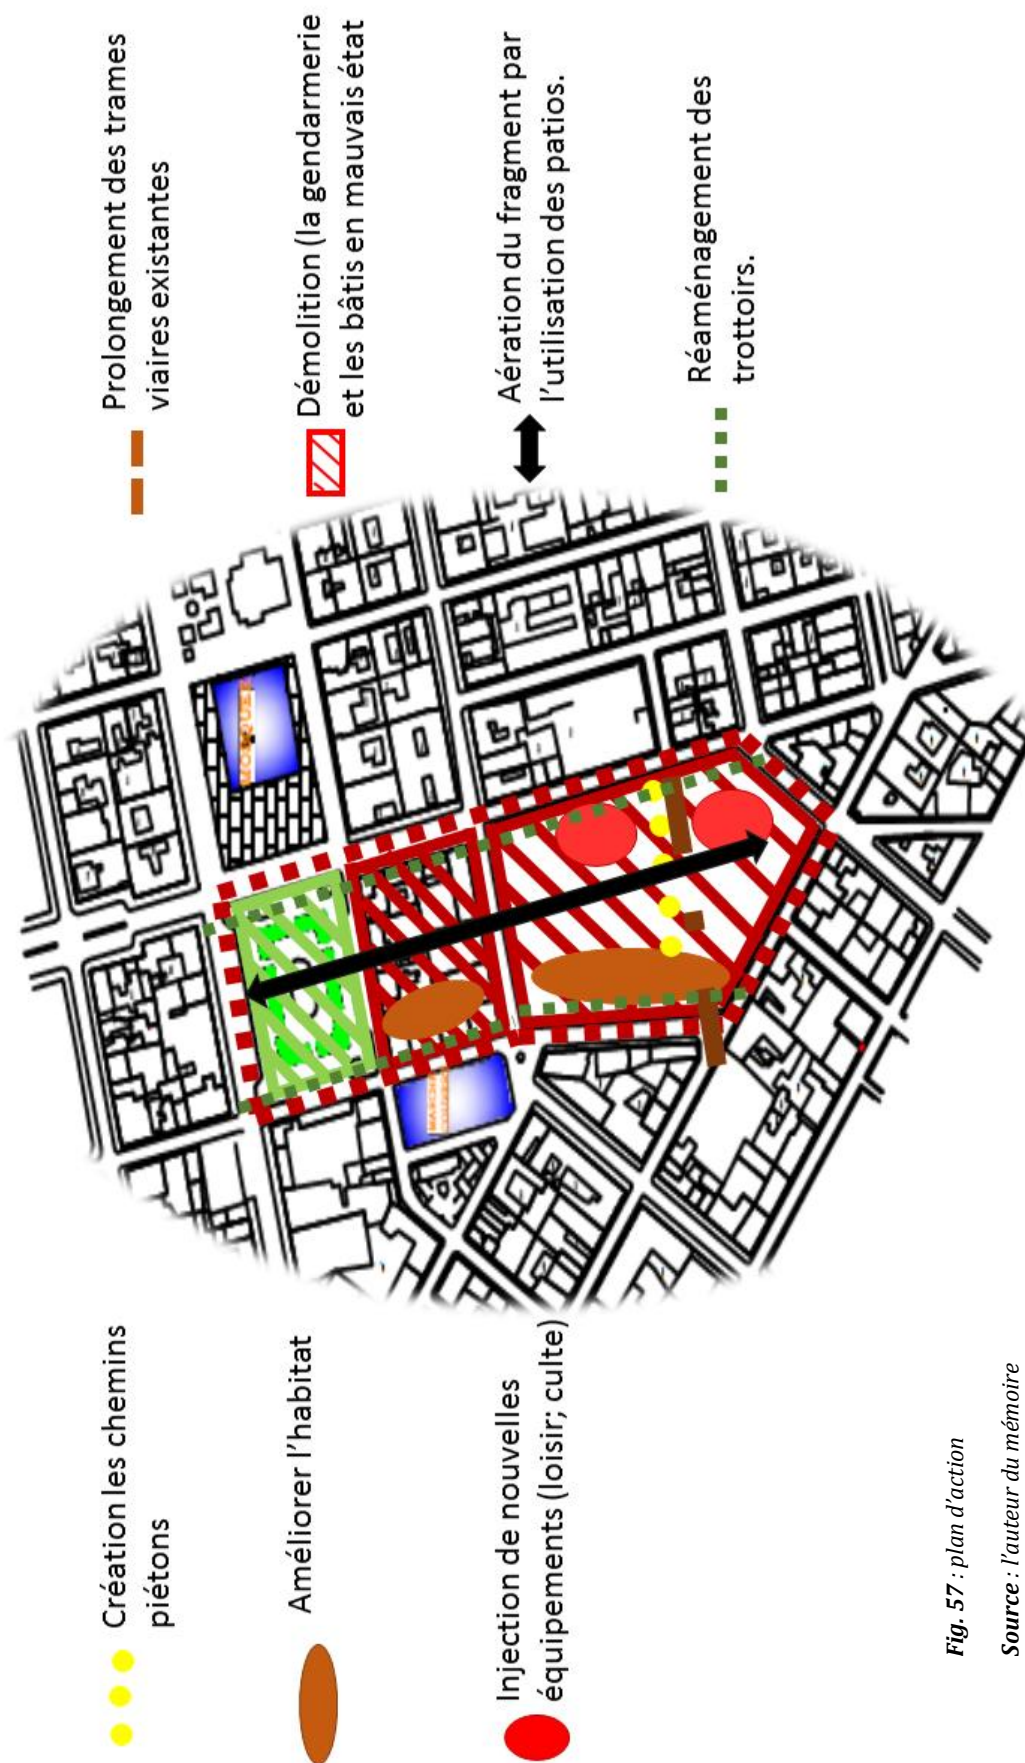 Création les chemins
piétons
Améliorer l'habitat
Injection de nouvelles
équipements (loisir; culte)
Prolongement des trames
viaires existantes
Démolition (la gendarmerie
et les bâtis en mauvais état
Aération du fragment par
l'utilisation des patios.
Réaménagement des
trottoirs.
MOSQUEE
Fig. 57 : plan d'action
Source : l'auteur du mémoire